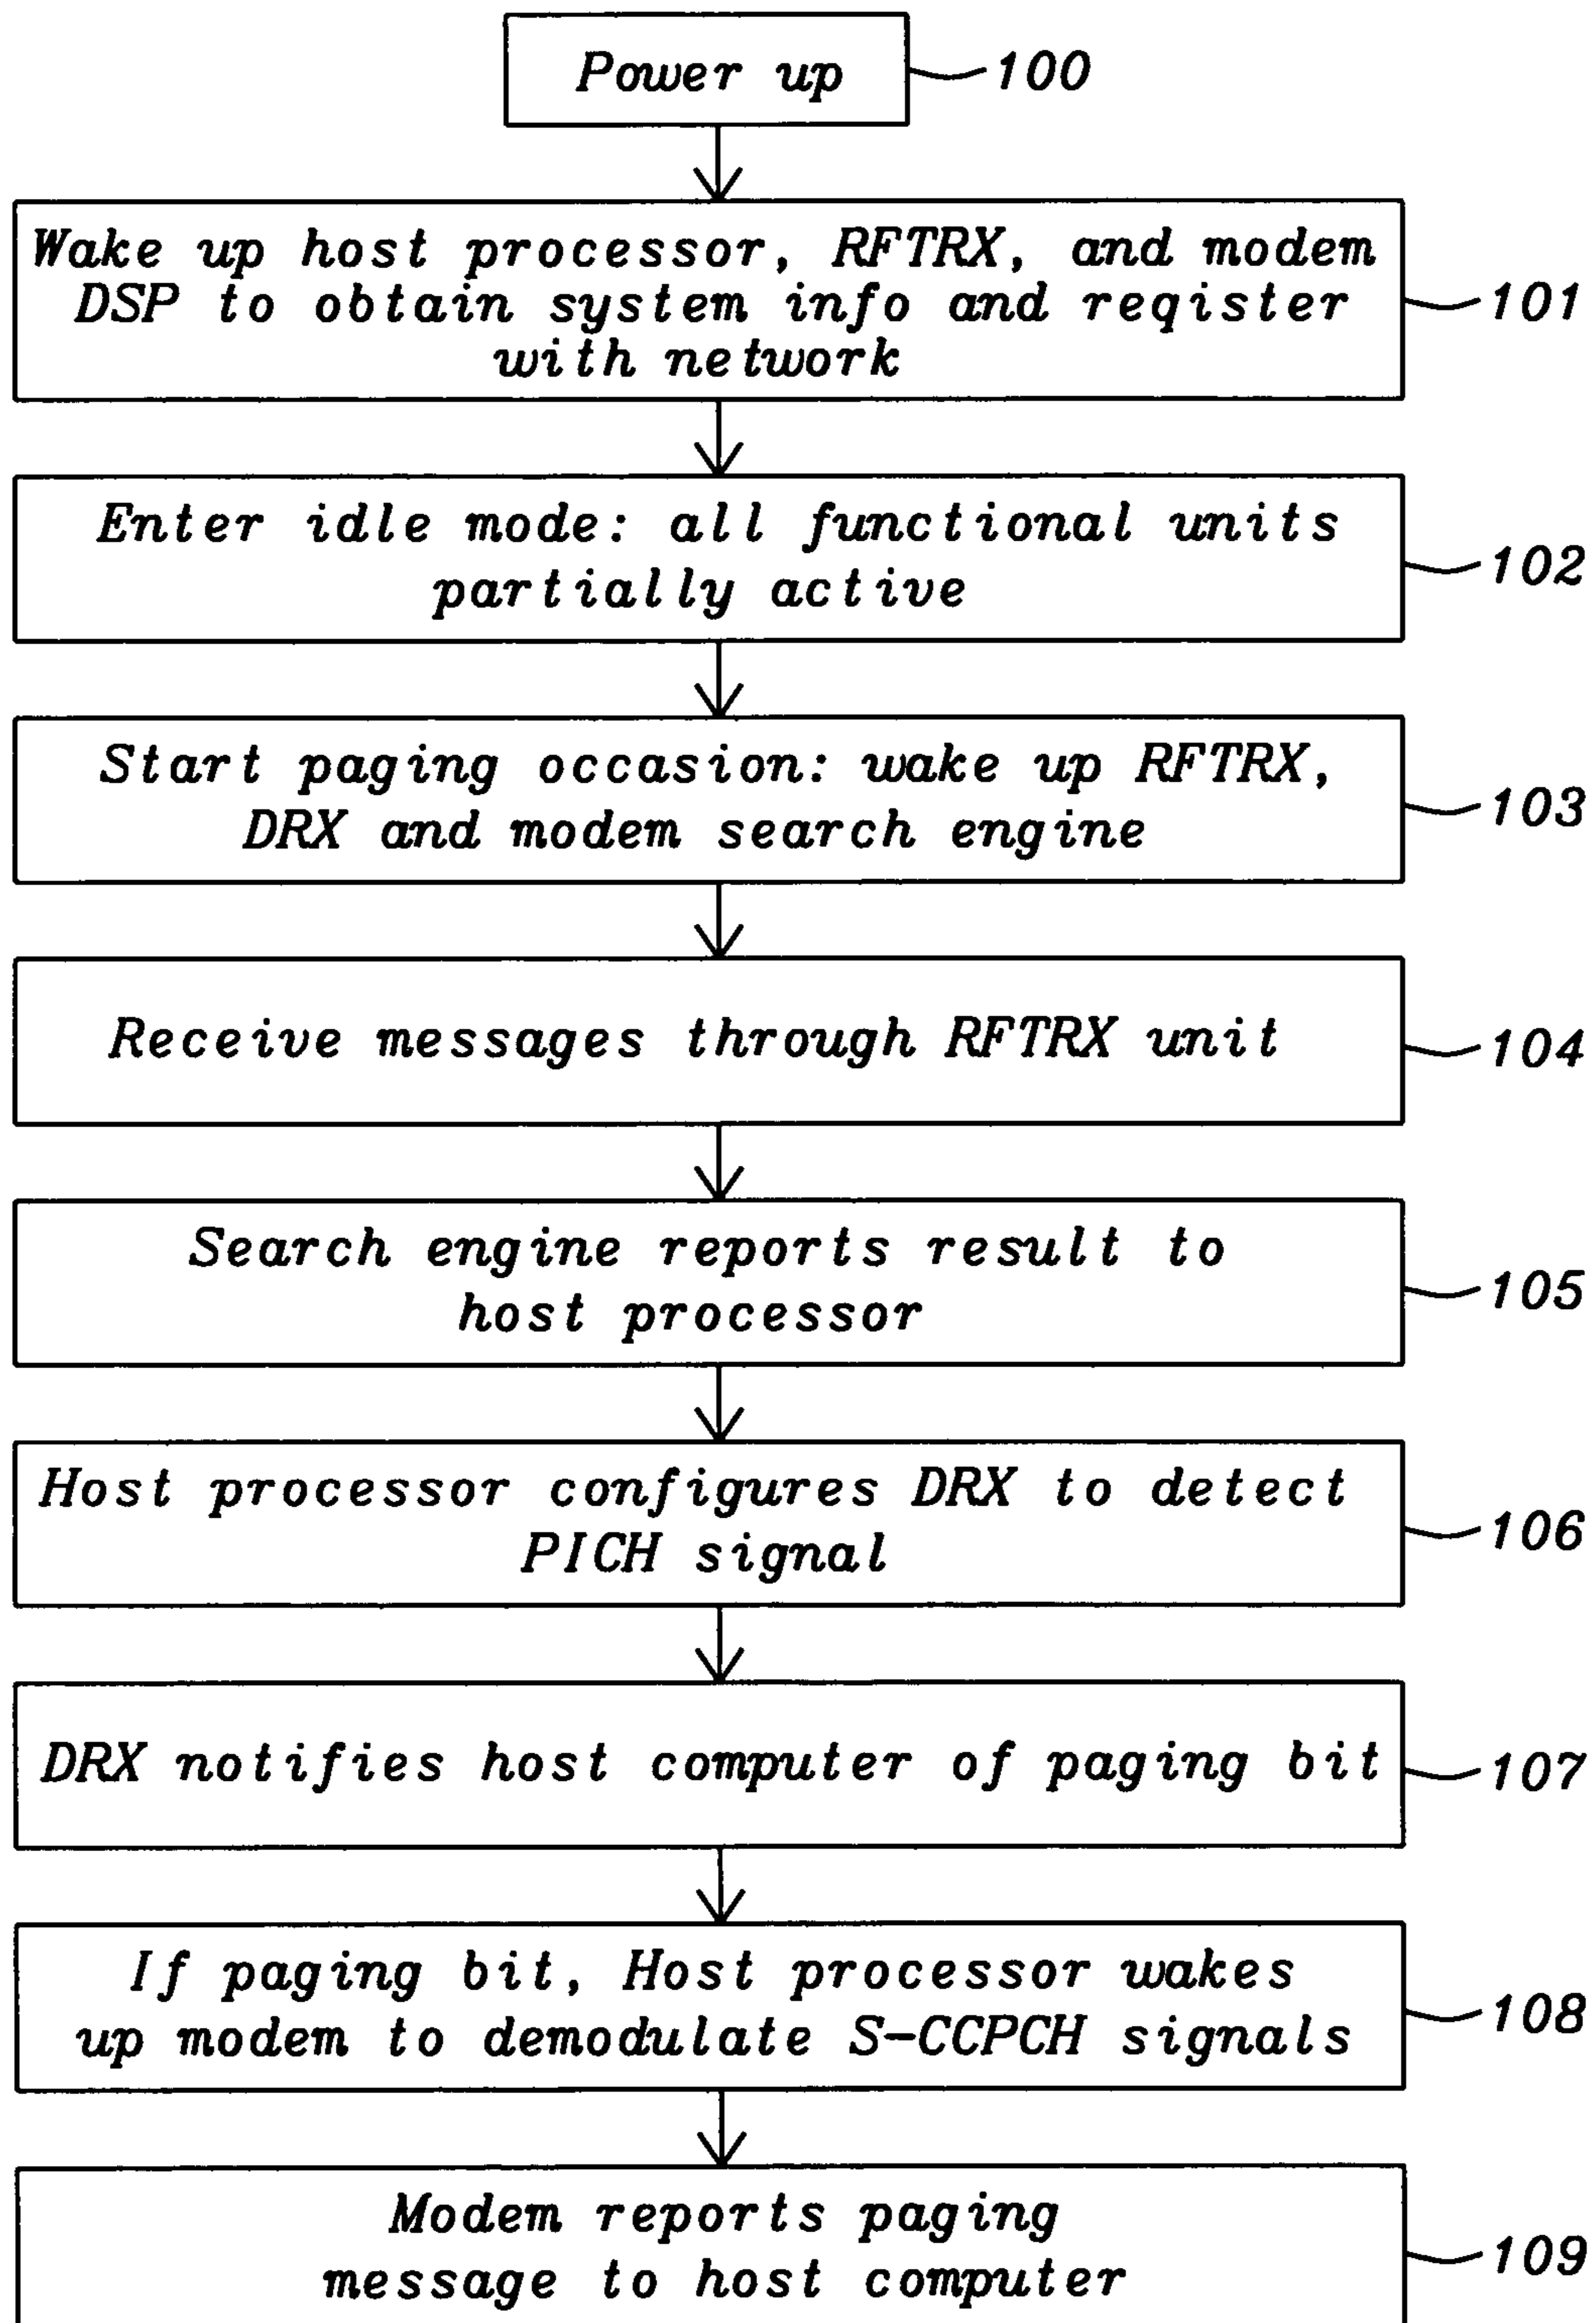 Power up
100
Wake up host processor, RFTRX, and modem
DSP to obtain system info and reqister
with network
101
Enter idle mode: all functional units
partially active
102
Start paging occasion: wake up RFTRX,
DRX and modem search engine
103
Receive messages through RFTRX unit
104
Search engine reports result to
host processor
105
Host processor configures DRX to detect
PICH signal
106
DRX notifies host computer of paging bit
107
If paging bit, Host processor wakes
up modem to demodulate S-CCPCH signals
108
Modem reports paging
message to host computer
109